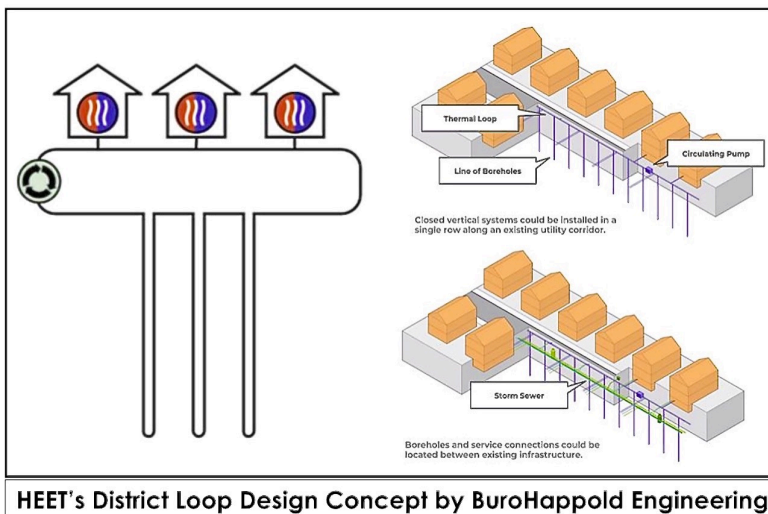 Thermal Loop
Circulating Pump
Line of Boreholes
Closed vertical systems could be installed in a
single row along an existing utility corridor.
Storm Sewer
Boreholes and service connections could be
located between existing infrastructure.
HEET's District Loop Design Concept by BuroHappold Engineering